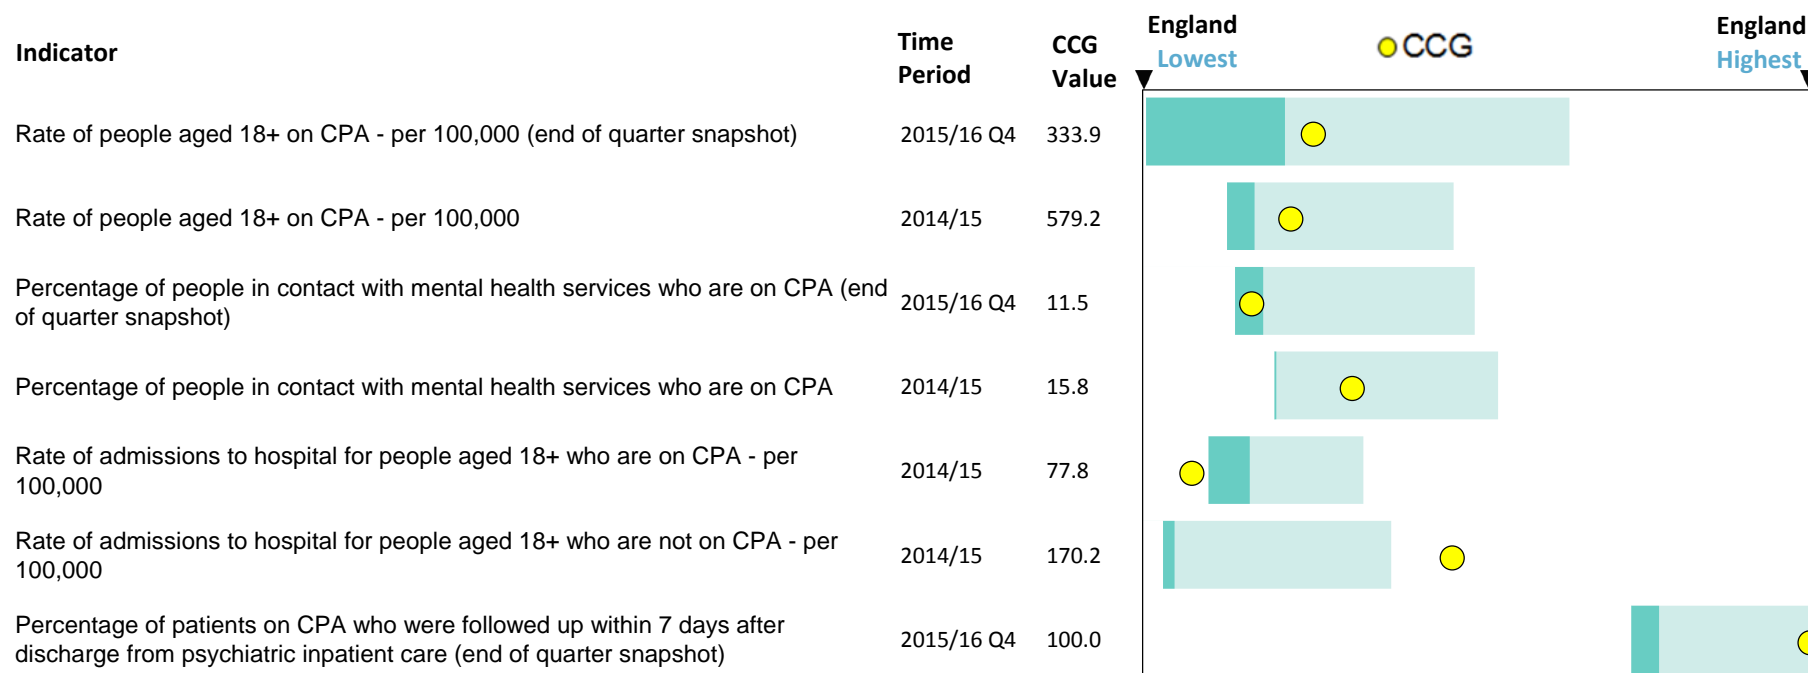 Indicator
Time
Period
CCG
Value
England
Lowest
CCG
England
Highest
Rate of people aged 18+ on CPA - per 100,000 (end of quarter snapshot) 2015/16 Q4 333.9
Rate of people aged 18+ on CPA - per 100,000 2014/15 579.2
Percentage of people in contact with mental health services who are on CPA (end
of quarter snapshot) 2015/16 Q4 11.5
Percentage of people in contact with mental health services who are on CPA 2014/15 15.8
Rate of admissions to hospital for people aged 18+ who are on CPA - per
100,000 2014/15 77.8
Rate of admissions to hospital for people aged 18+ who are not on CPA - per
100,000 2014/15 170.2
Percentage of patients on CPA who were followed up within 7 days after
discharge from psychiatric inpatient care (end of quarter snapshot) 2015/16 Q4 100.0